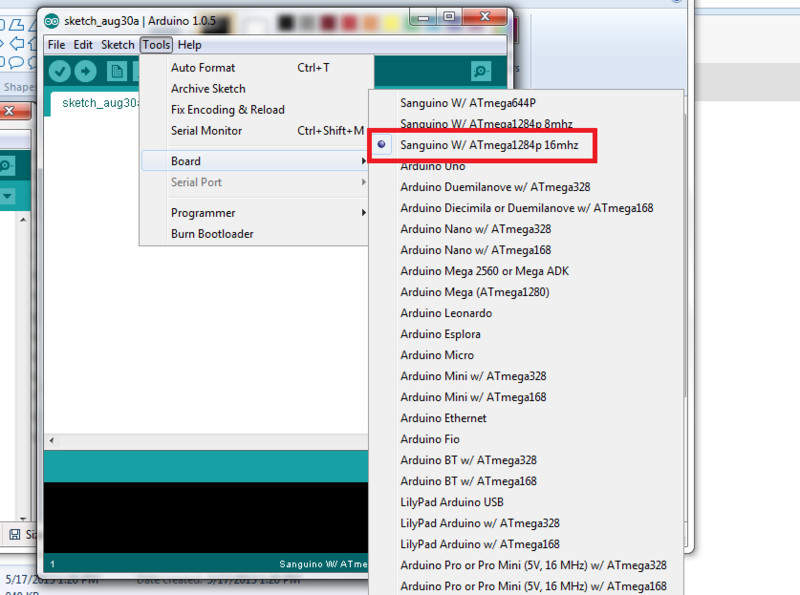 sketch_aug30a | Arduino 1.0.5
File Edit Sketch Tools Help
Shapes
sketch_aug30a
Auto Format Ctrl+T
Archive Sketch
Fix Encoding & Reload
Serial Monitor Ctrl+Shift+M
Board
Serial Port
Programmer
Burn Bootloader
Sanguino W/ ATmega644P
Sanguino W/ ATmega1284p 8mhz
Sanguino W/ ATmega1284p 16mhz
Arduino Uno
Arduino Duemilanove w/ ATmega328
Arduino Diecimila or Duemilanove w/ ATmega168
Arduino Nano w/ ATmega328
Arduino Nano w/ ATmega168
Arduino Mega 2560 or Mega ADK
Arduino Mega (ATmega1280)
Arduino Leonardo
Arduino Esplora
Arduino Micro
Arduino Mini w/ ATmega328
Arduino Mini w/ ATmega168
Arduino Ethernet
Arduino Fio
Arduino BT w/ ATmega328
Arduino BT w/ ATmega168
LilyPad Arduino USB
LilyPad Arduino w/ ATmega328
LilyPad Arduino w/ ATmega168
Arduino Pro or Pro Mini (5V, 16 MHz) w/ ATmega328
Arduino Pro or Pro Mini (5V, 16 MHz) w/ ATmega168
1 Sanguino W/ ATme
5/17/2015 1:20 PM Date created: 5/17/2015 1:20 PM